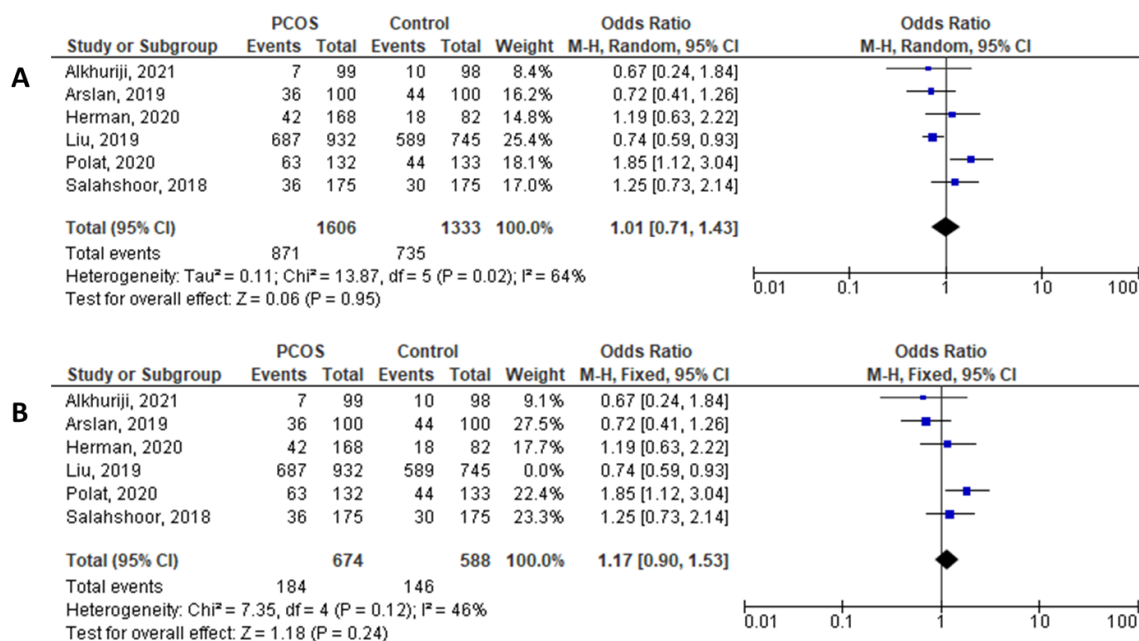 A
PCOS Control Odds Ratio Odds Ratio
Study or Subgroup Events Total Events Total Weight M-H, Random, 95% CI M-H, Random, 95% CI
Alkhuriji, 2021 7 99 10 98 8.4% 0.67 [0.24, 1.84]
Arslan, 2019 36 100 44 100 16.2% 0.72 [0.41, 1.26]
Herman, 2020 42 168 18 82 14.8% 1.19 [0.63, 2.22]
Liu, 2019 687 932 589 745 25.4% 0.74 [0.59, 0.93]
Polat, 2020 63 132 44 133 18.1% 1.85 [1.12, 3.04]
Salahshoor, 2018 36 175 30 175 17.0% 1.25 [0.73, 2.14]
Total (95% CI) 1606 1333 100.0% 1.01 [0.71, 1.43]
Total events 871 735
Heterogeneity: Tau² = 0.11; Chi² = 13.87, df = 5 (P = 0.02); I² = 64%
Test for overall effect: Z = 0.06 (P = 0.95)
0.01 0.1 1 10 100
B
PCOS Control Odds Ratio Odds Ratio
Study or Subgroup Events Total Events Total Weight M-H, Fixed, 95% CI M-H, Fixed, 95% CI
Alkhuriji, 2021 7 99 10 98 9.1% 0.67 [0.24, 1.84]
Arslan, 2019 36 100 44 100 27.5% 0.72 [0.41, 1.26]
Herman, 2020 42 168 18 82 17.7% 1.19 [0.63, 2.22]
Liu, 2019 687 932 589 745 0.0% 0.74 [0.59, 0.93]
Polat, 2020 63 132 44 133 22.4% 1.85 [1.12, 3.04]
Salahshoor, 2018 36 175 30 175 23.3% 1.25 [0.73, 2.14]
Total (95% CI) 674 588 100.0% 1.17 [0.90, 1.53]
Total events 184 146
Heterogeneity: Chi² = 7.35, df = 4 (P = 0.12); I² = 46%
Test for overall effect: Z = 1.18 (P = 0.24)
0.01 0.1 1 10 100